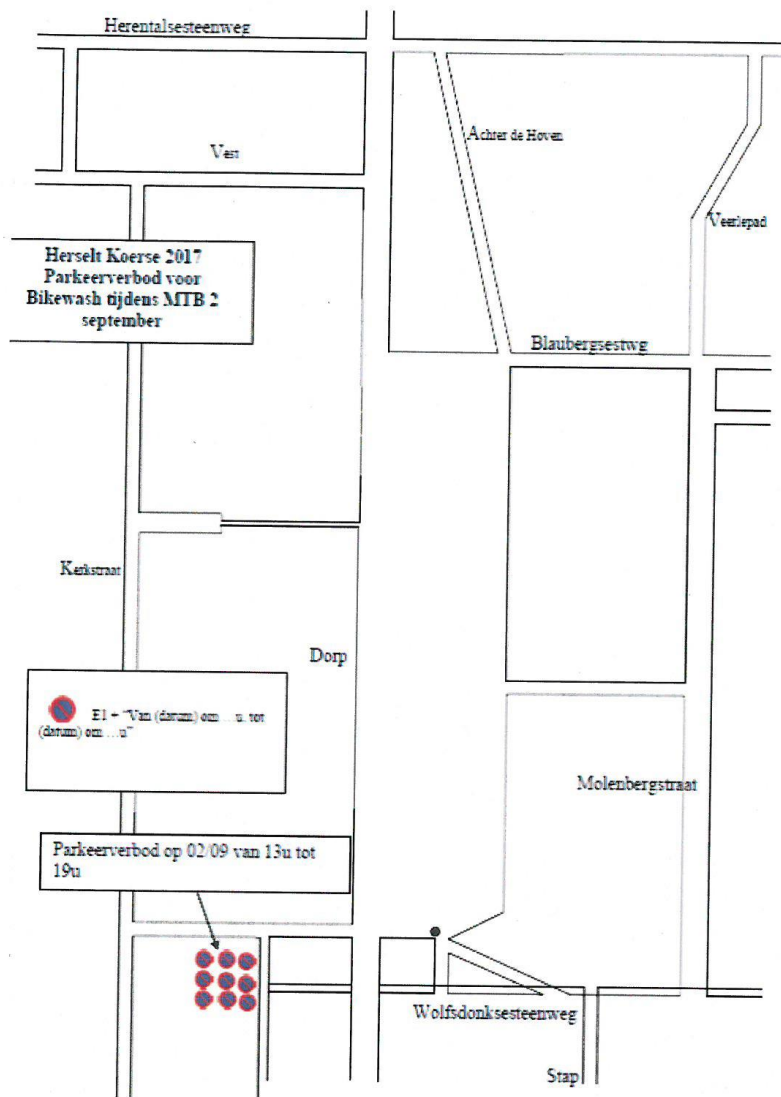 Herentalsesteenweg
Achter de Hoven
Vest
Veerlepad
Herselt Koerse 2017
Parkeerverbod voor
Bikewash tijdens MTB 2
september
Blaubergsestwg
Kerkstraat
Dorp
E1 + "Van (datum) om …u tot
(datum) om …u"
Molenbergstraat
Parkeerverbod op 02/09 van 13u tot
19u
Wolfsdonksesteenweg
Stap